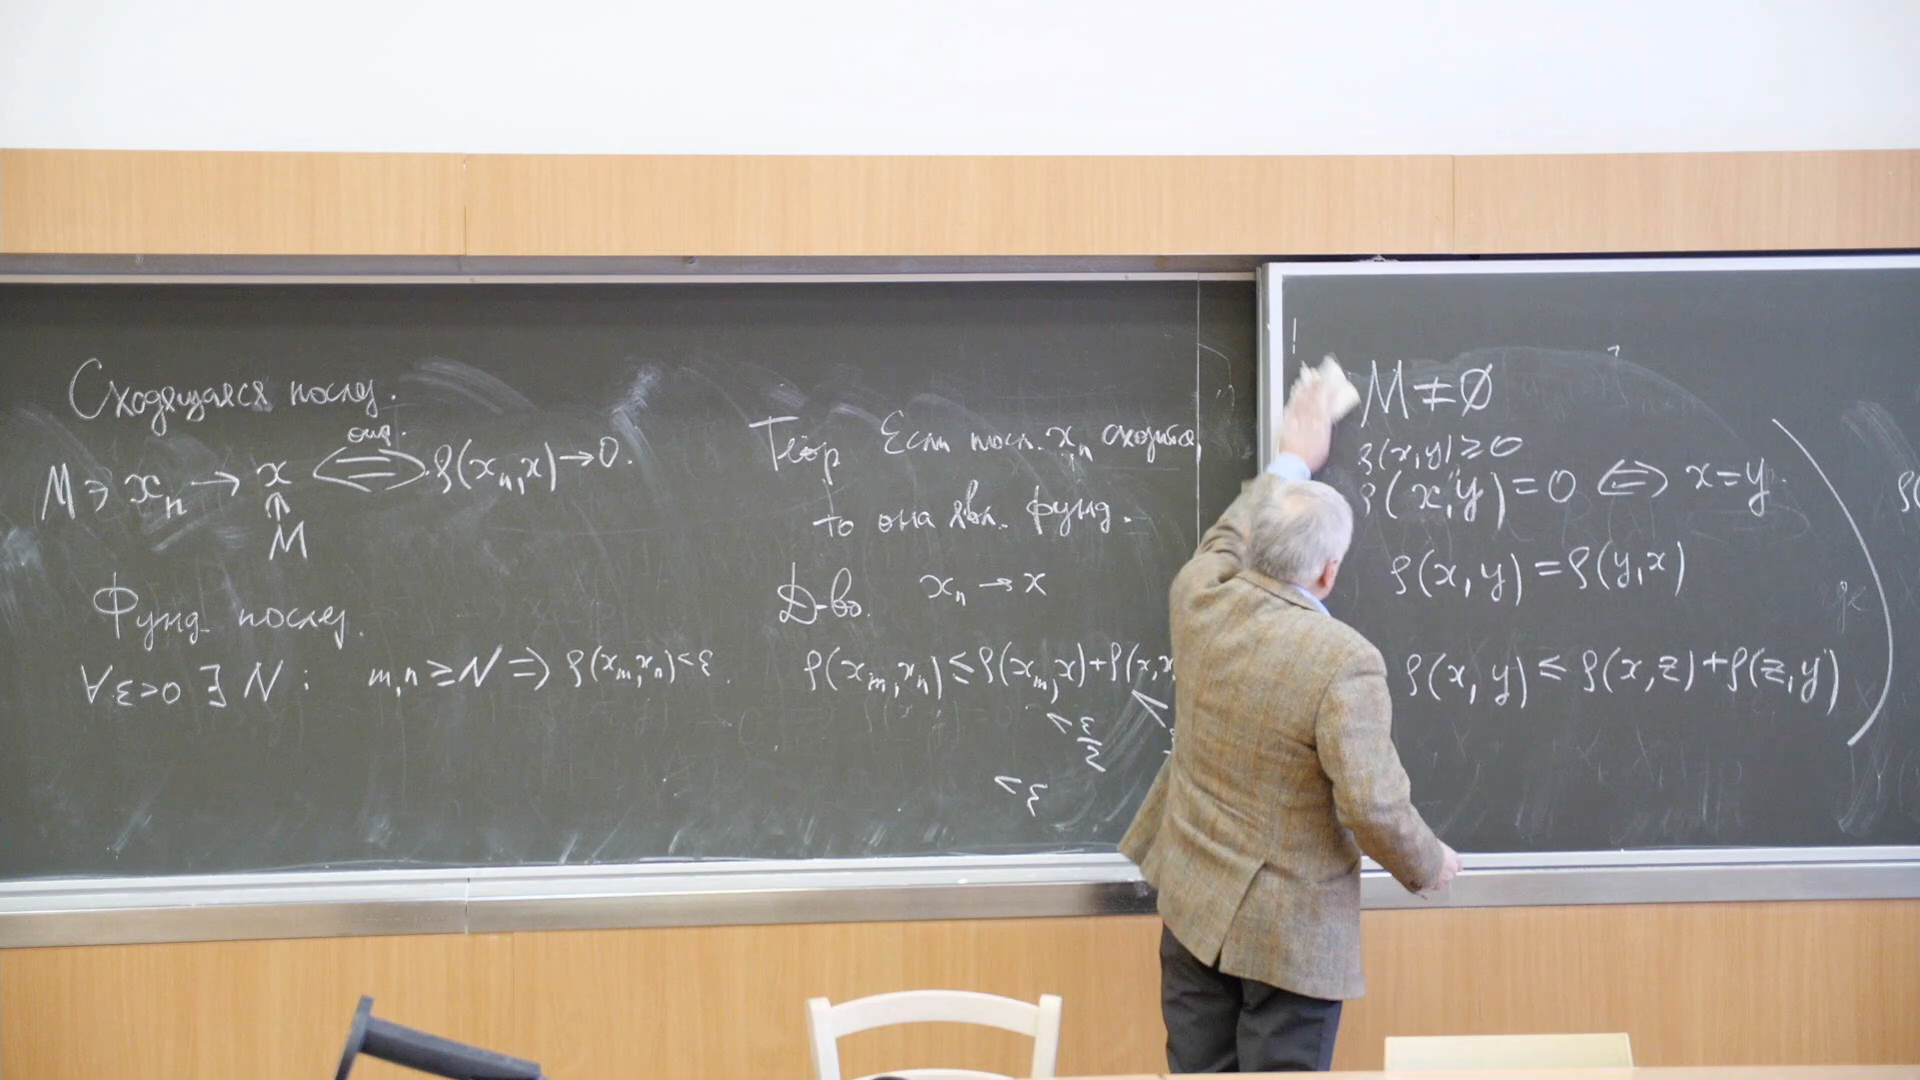 Сходящаяся послед.
M ∋ xₙ → x ⟺ ρ(xₙ, x) → 0.
опр.
M
Фунд. послед.
∀ε>0 ∃ N : m,n ≥ N ⇒ ρ(xₘ,xₙ)<ε.
Теор Если посл. xₙ сходится,
то она явл. фунд.
Д-во. xₙ → x
ρ(xₘ,xₙ) ≤ ρ(xₘ,x)+ρ(x,x
< ε/2
< ε
M ≠ ∅
ρ(x,y) ≥ 0
ρ(x,y) = 0 ⟺ x = y.
ρ(x,y) = ρ(y,x)
ρ(x,y) ≤ ρ(x,z)+ρ(z,y)
ρ(